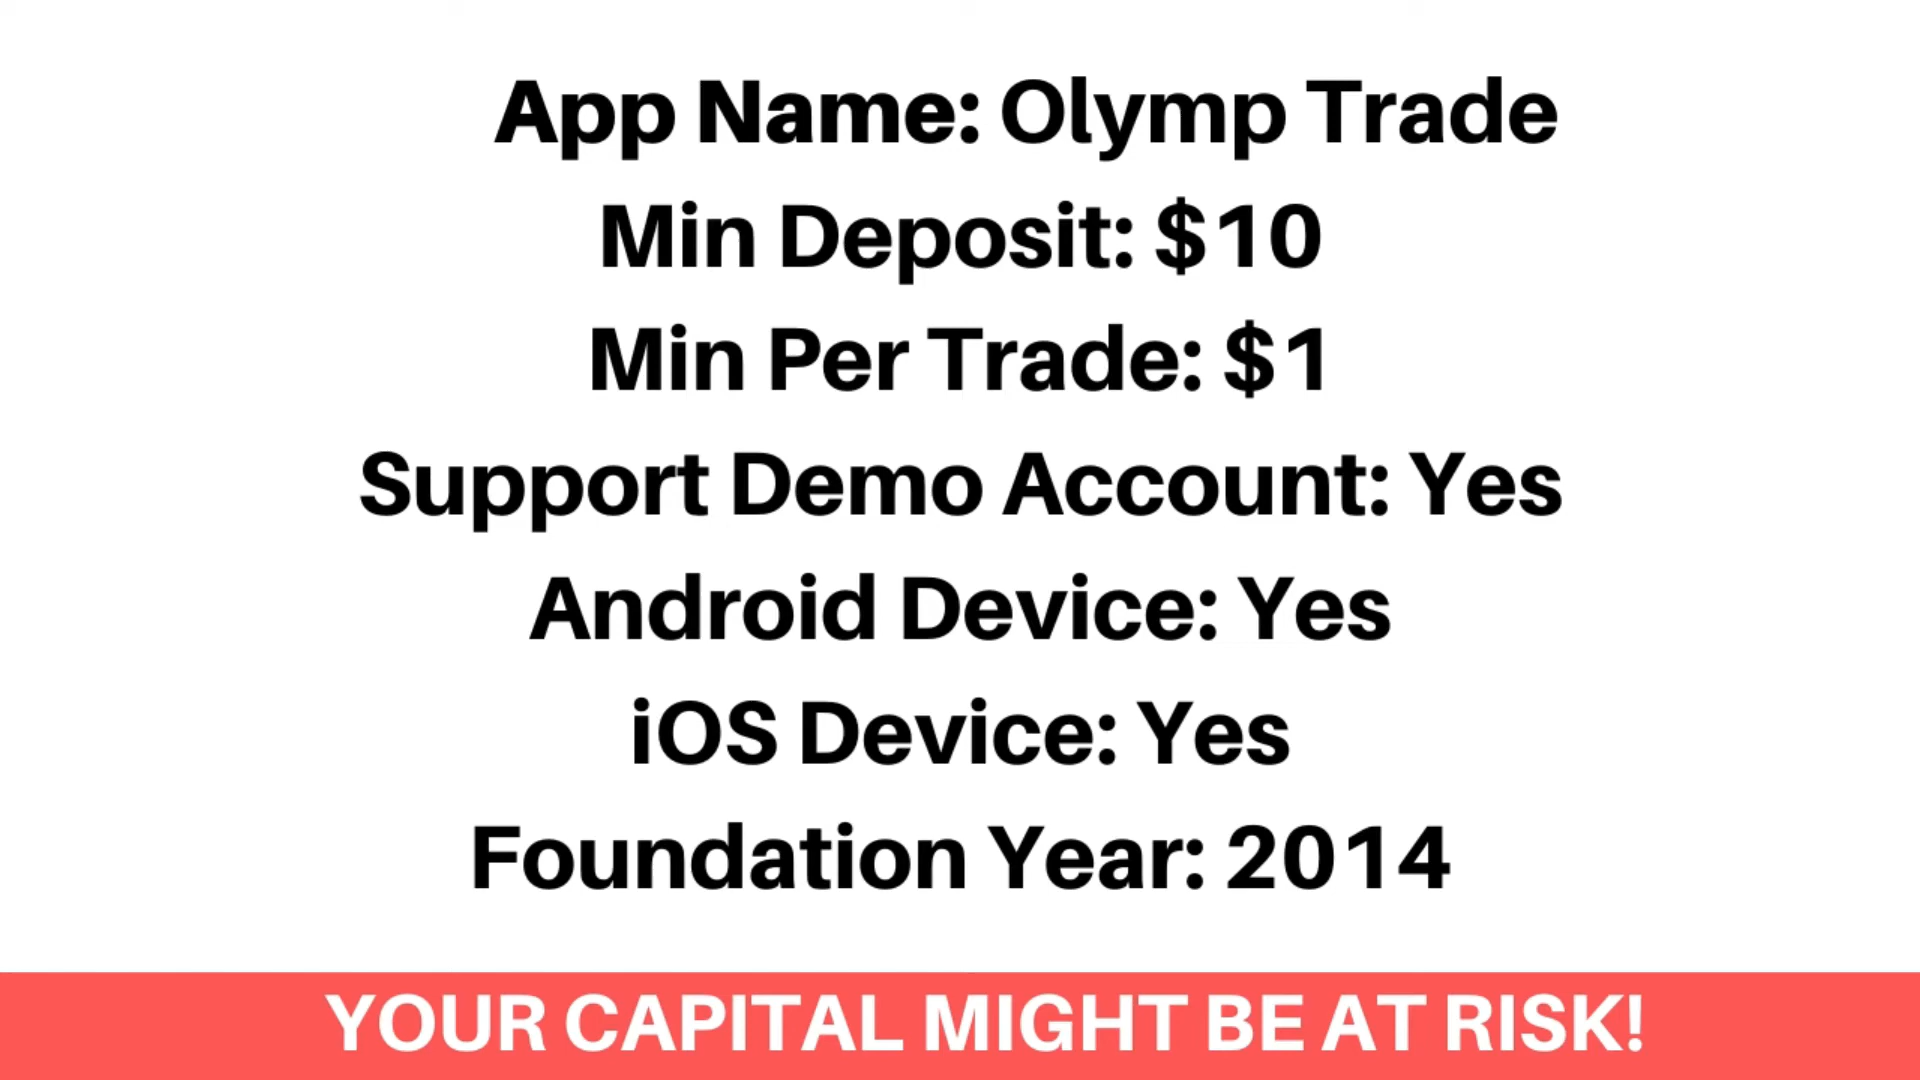 App Name: Olymp Trade
Min Deposit: $10
Min Per Trade: $1
Support Demo Account: Yes
Android Device: Yes
iOS Device: Yes
Foundation Year: 2014
YOUR CAPITAL MIGHT BE AT RISK!